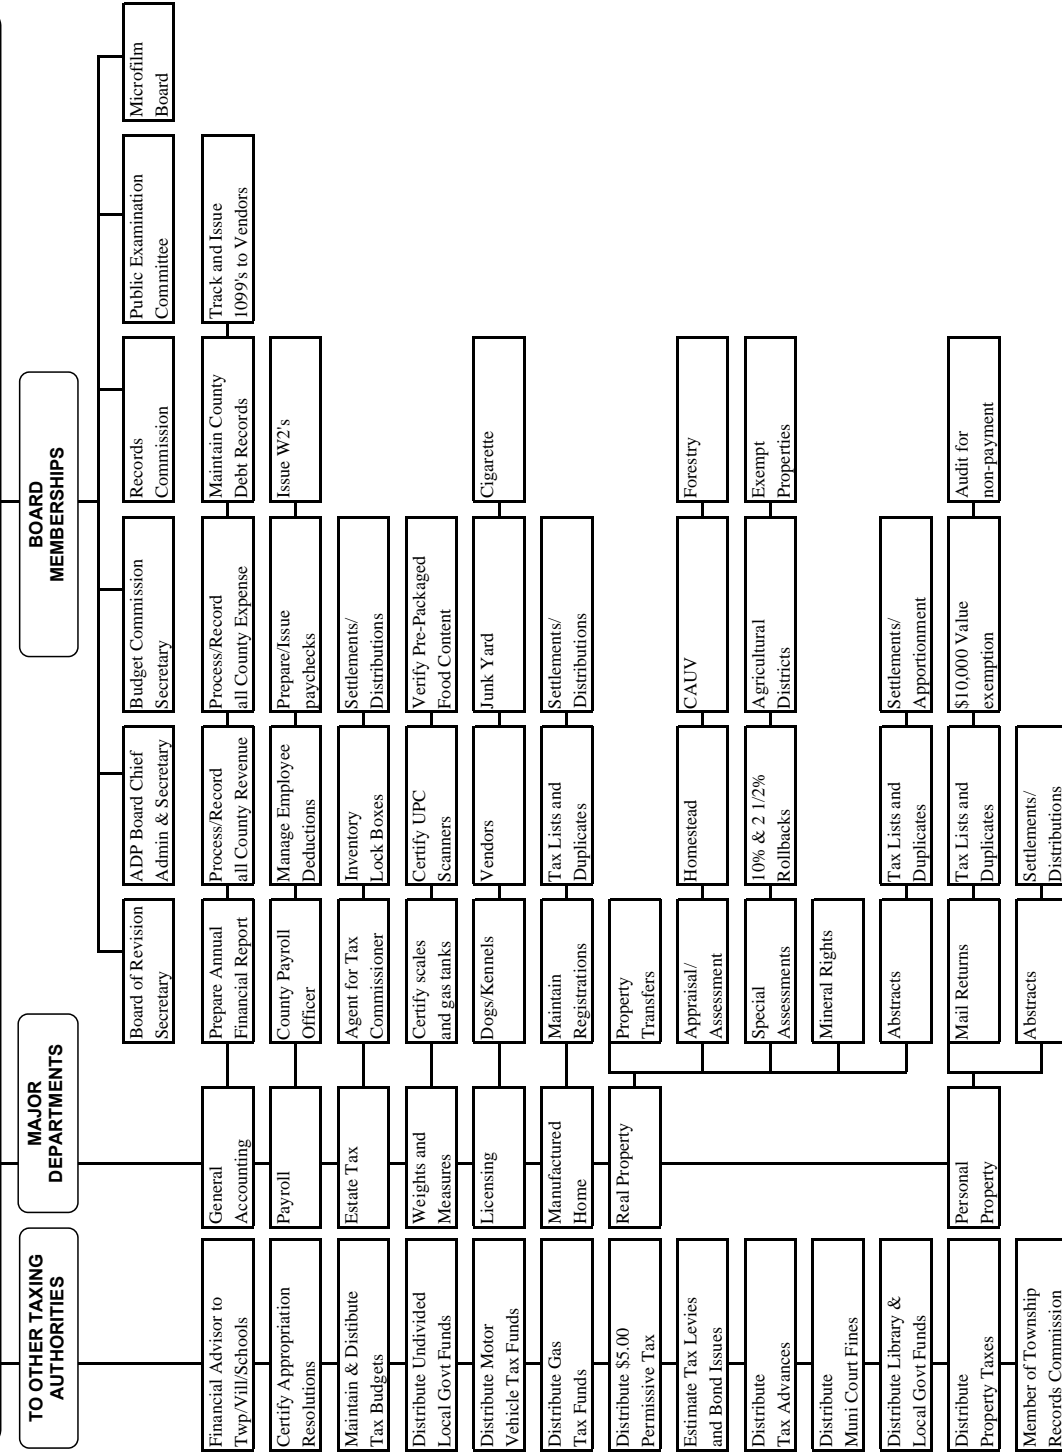 TO OTHER TAXING
AUTHORITIES
MAJOR
DEPARTMENTS
BOARD
MEMBERSHIPS
Board of Revision
Secretary
ADP Board Chief
Admin & Secretary
Budget Commission
Secretary
Records
Commission
Public Examination
Committee
Microfilm
Board
Financial Advisor to
Twp/Vill/Schools
General
Accounting
Prepare Annual
Financial Report
Process/Record
all County Revenue
Process/Record
all County Expense
Maintain County
Debt Records
Track and Issue
1099's to Vendors
Certify Appropriation
Resolutions
Payroll
County Payroll
Officer
Manage Employee
Deductions
Prepare/Issue
paychecks
Issue W2's
Maintain & Distibute
Tax Budgets
Estate Tax
Agent for Tax
Commissioner
Inventory
Lock Boxes
Settlements/
Distributions
Distribute Undivided
Local Govt Funds
Weights and
Measures
Certify scales
and gas tanks
Certify UPC
Scanners
Verify Pre-Packaged
Food Content
Distribute Motor
Vehicle Tax Funds
Licensing
Dogs/Kennels
Vendors
Junk Yard
Cigarette
Distribute Gas
Tax Funds
Manufactured
Home
Maintain
Registrations
Tax Lists and
Duplicates
Settlements/
Distributions
Distribute $5.00
Permissive Tax
Real Property
Property
Transfers
Estimate Tax Levies
and Bond Issues
Appraisal/
Assessment
Homestead
CAUV
Forestry
Distribute
Tax Advances
Special
Assessments
10% & 2 1/2%
Rollbacks
Agricultural
Districts
Exempt
Properties
Distribute
Muni Court Fines
Mineral Rights
Distribute Library &
Local Govt Funds
Abstracts
Tax Lists and
Duplicates
Settlements/
Apportionment
Distribute
Property Taxes
Personal
Property
Mail Returns
Tax Lists and
Duplicates
$10,000 Value
exemption
Audit for
non-payment
Member of Township
Records Commission
Abstracts
Settlements/
Distributions